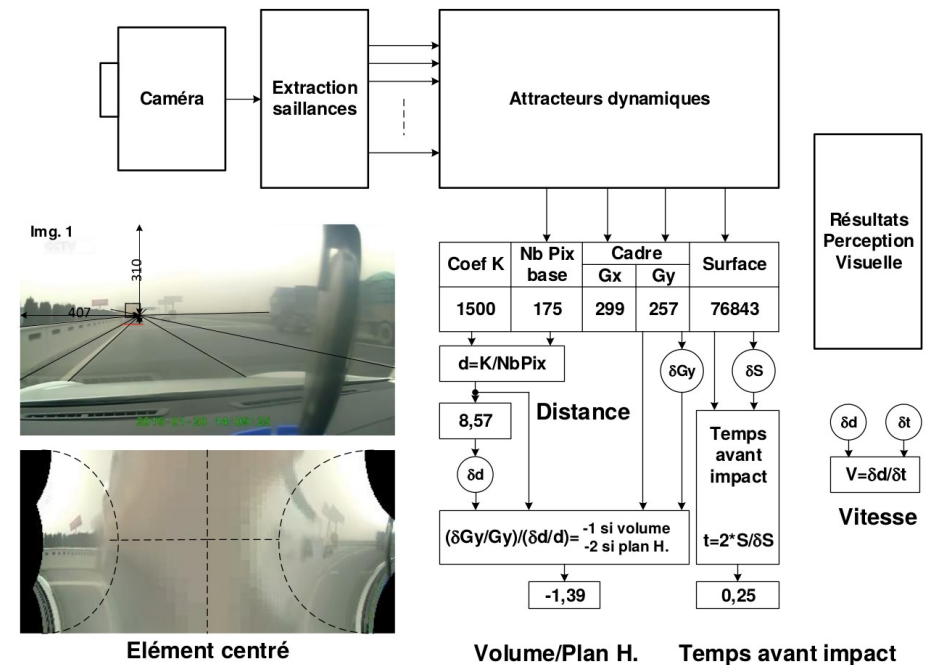 Caméra
Extraction
saillances
Attracteurs dynamiques
Résultats
Perception
Visuelle
Img. 1
310
407
Coef K
Nb Pix
base
Cadre
Gx
Gy
Surface
1500
175
299
257
76843
d=K/NbPix
δGy
δS
Distance
8,57
δd
Temps
avant
impact
t=2*S/δS
δd
δt
V=δd/δt
Vitesse
(δGy/Gy)/(δd/d)=
-1 si volume
-2 si plan H.
-1,39
0,25
Elément centré
Volume/Plan H.
Temps avant impact